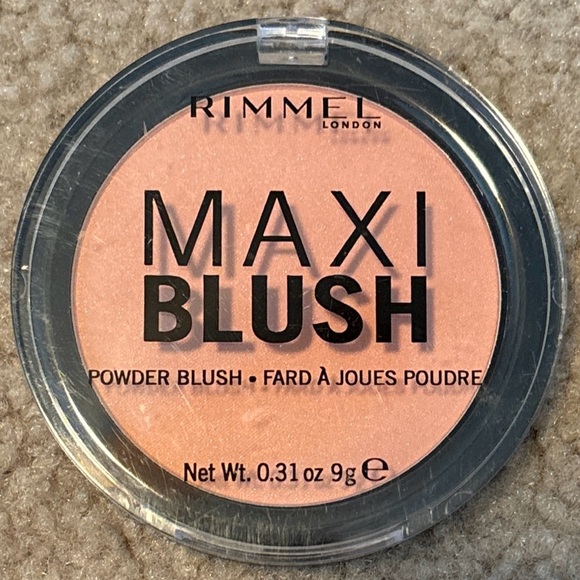 RIMMEL
LONDON
MAXI
BLUSH
POWDER BLUSH • FARD À JOUES POUDRE
Net Wt. 0.31 oz 9g ℮